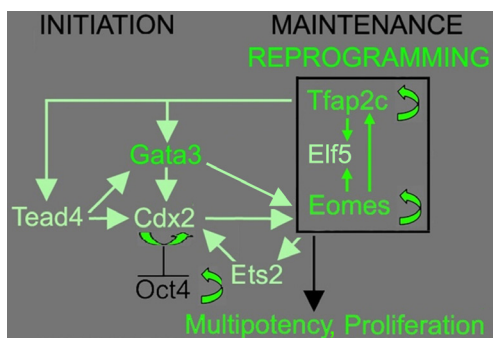 INITIATION MAINTENANCE
REPROGRAMMING
Tfap2c
Gata3 Elf5
Tead4 Cdx2 Eomes
Oct4 Ets2
Multipotency, Proliferation